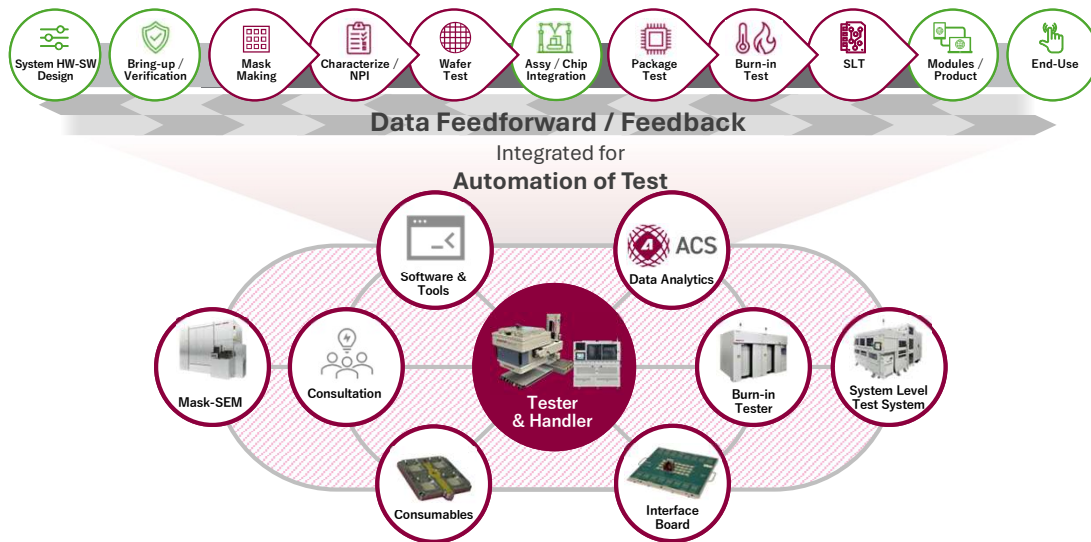 System HW-SW
Design
Bring-up /
Verification
Mask
Making
Characterize /
NPI
Wafer
Test
Assy / Chip
Integration
Package
Test
Burn-in
Test
SLT
Modules /
Product
End-Use
Data Feedforward / Feedback
Integrated for
Automation of Test
Software &
Tools
ACS
Data Analytics
Mask-SEM
Consultation
Tester
& Handler
Burn-in
Tester
System Level
Test System
Consumables
Interface
Board